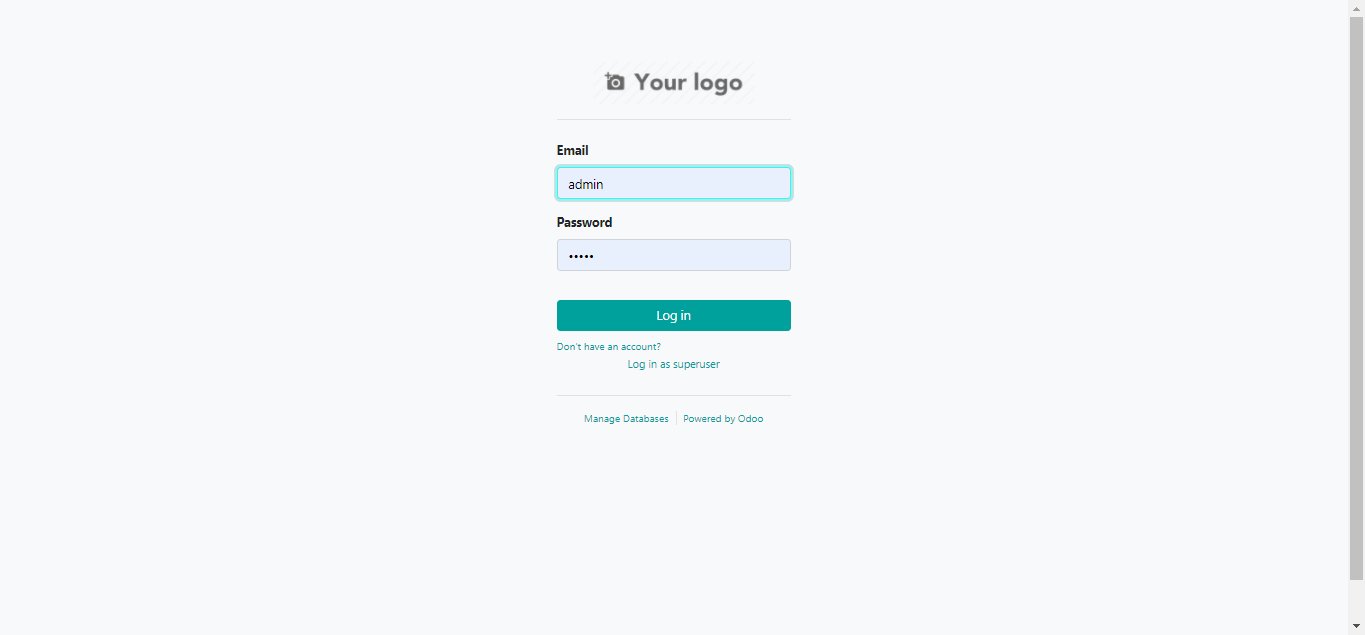 Your logo
Email
admin
Password
•••••
Log in
Don't have an account?
Log in as superuser
Manage Databases
Powered by Odoo